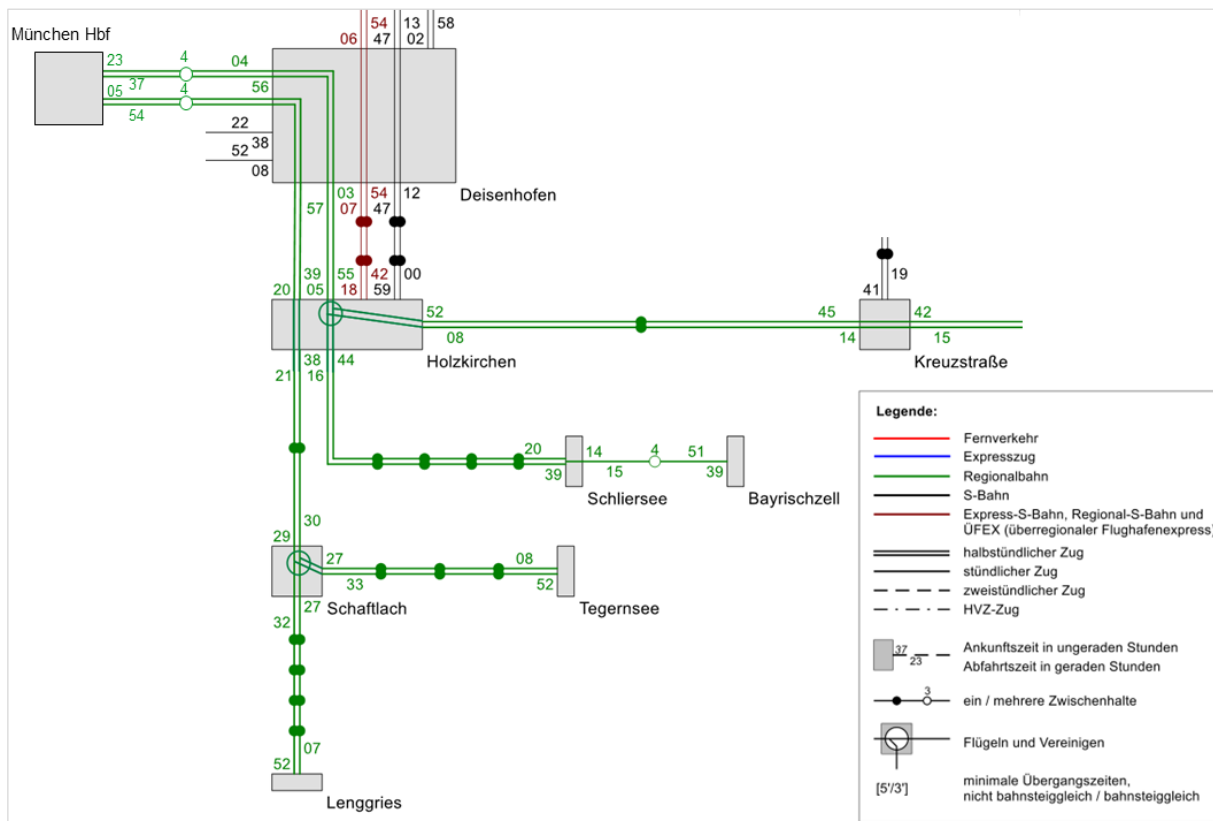 54 13 58
06 47 02
München Hbf
23 4 04
37 4 56
05
54
22
38
52
08
03 54 12
Deisenhofen
57 07 47
39 55 42 00
20 05 18 59
52
08
45
14
41 19
42
15
Kreuzstraße
38 44
Holzkirchen
21 16
20
39
14
15
4
51
39
Schliersee
Bayrischzell
30
29
27
33
08
52
27
Schaftlach
Tegernsee
32
07
52
Lenggries
Legende:
Fernverkehr
Expresszug
Regionalbahn
S-Bahn
Express-S-Bahn, Regional-S-Bahn und
ÜFEX (überregionaler Flughafenexpress)
halbstündlicher Zug
stündlicher Zug
zweistündlicher Zug
HVZ-Zug
37
23
Ankunftszeit in ungeraden Stunden
Abfahrtszeit in geraden Stunden
3
ein / mehrere Zwischenhalte
Flügeln und Vereinigen
[5'/3']
minimale Übergangszeiten,
nicht bahnsteiggleich / bahnsteiggleich